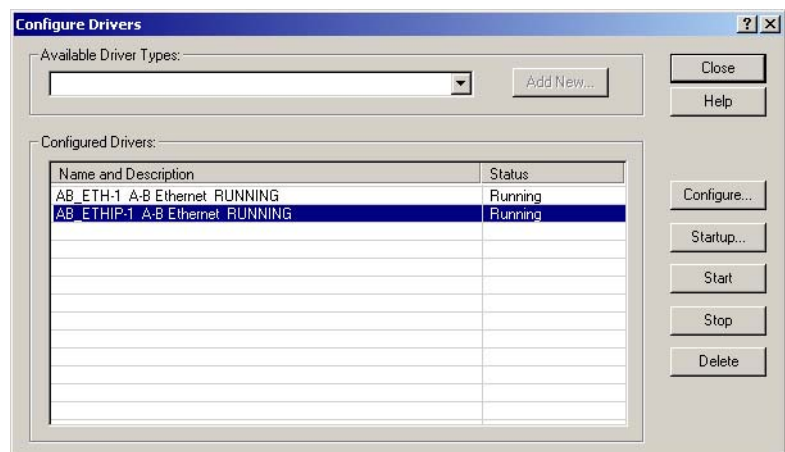 Configure Drivers
Available Driver Types:
Add New...
Close
Help
Configured Drivers:
Name and Description Status
AB_ETH-1 A-B Ethernet RUNNING Running
AB_ETHIP-1 A-B Ethernet RUNNING Running
Configure...
Startup...
Start
Stop
Delete